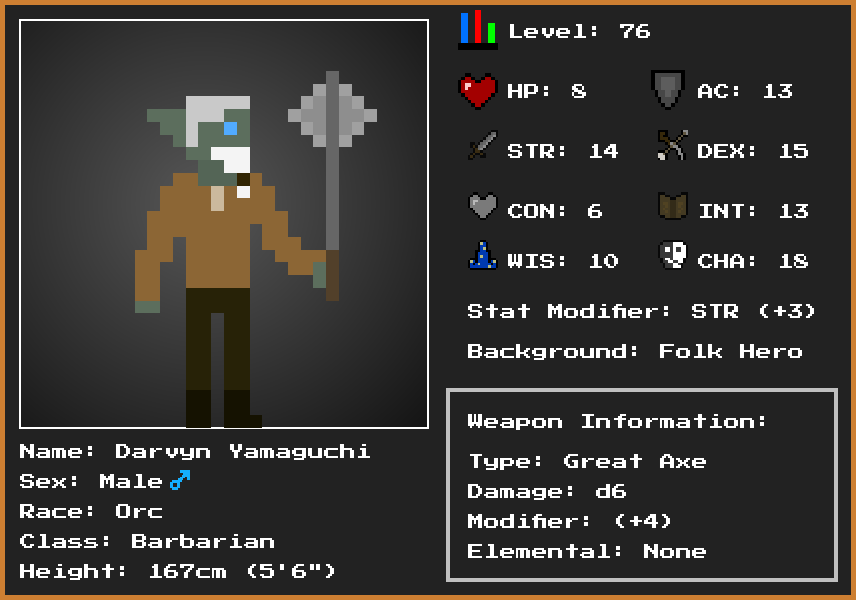 Level: 76
HP: 8 AC: 13
STR: 14 DEX: 15
CON: 6 INT: 13
WIS: 10 CHA: 18
Stat Modifier: STR (+3)
Background: Folk Hero
Weapon Information:
Type: Great Axe
Damage: d6
Modifier: (+4)
Elemental: None
Name: Darvyn Yamaguchi
Sex: Male ♂
Race: Orc
Class: Barbarian
Height: 167cm (5'6")